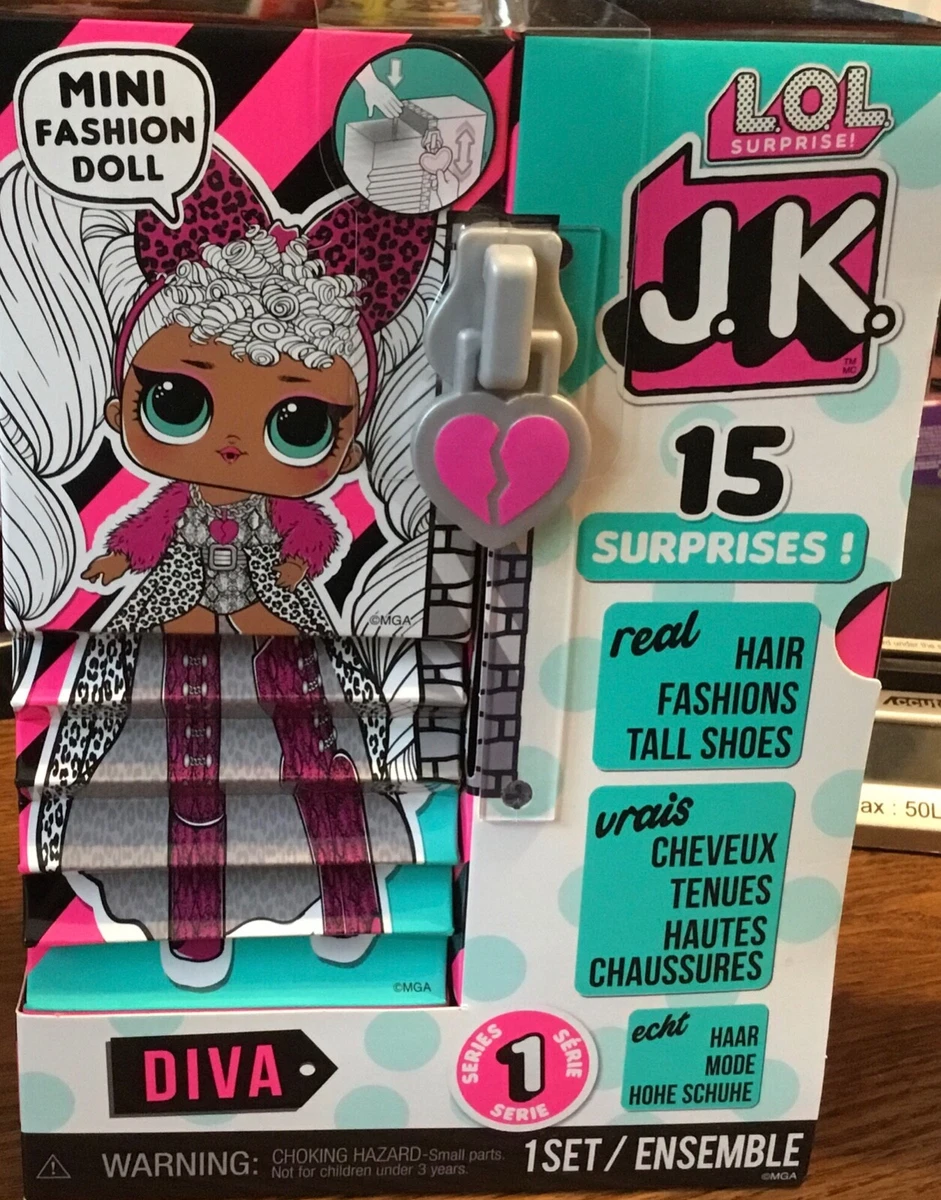 MINI
FASHION
DOLL
L.O.L.
SURPRISE!
J.K.
TM
MC
15
SURPRISES!
real
HAIR
FASHIONS
TALL SHOES
vrais
CHEVEUX
TENUES
HAUTES
CHAUSSURES
echt
HAAR
MODE
HOHE SCHUHE
©MGA
©MGA
DIVA
SERIES
SÉRIE
1
SERIE
WARNING: CHOKING HAZARD-Small parts.
Not for children under 3 years.
1 SET / ENSEMBLE
©MGA
ax : 50L